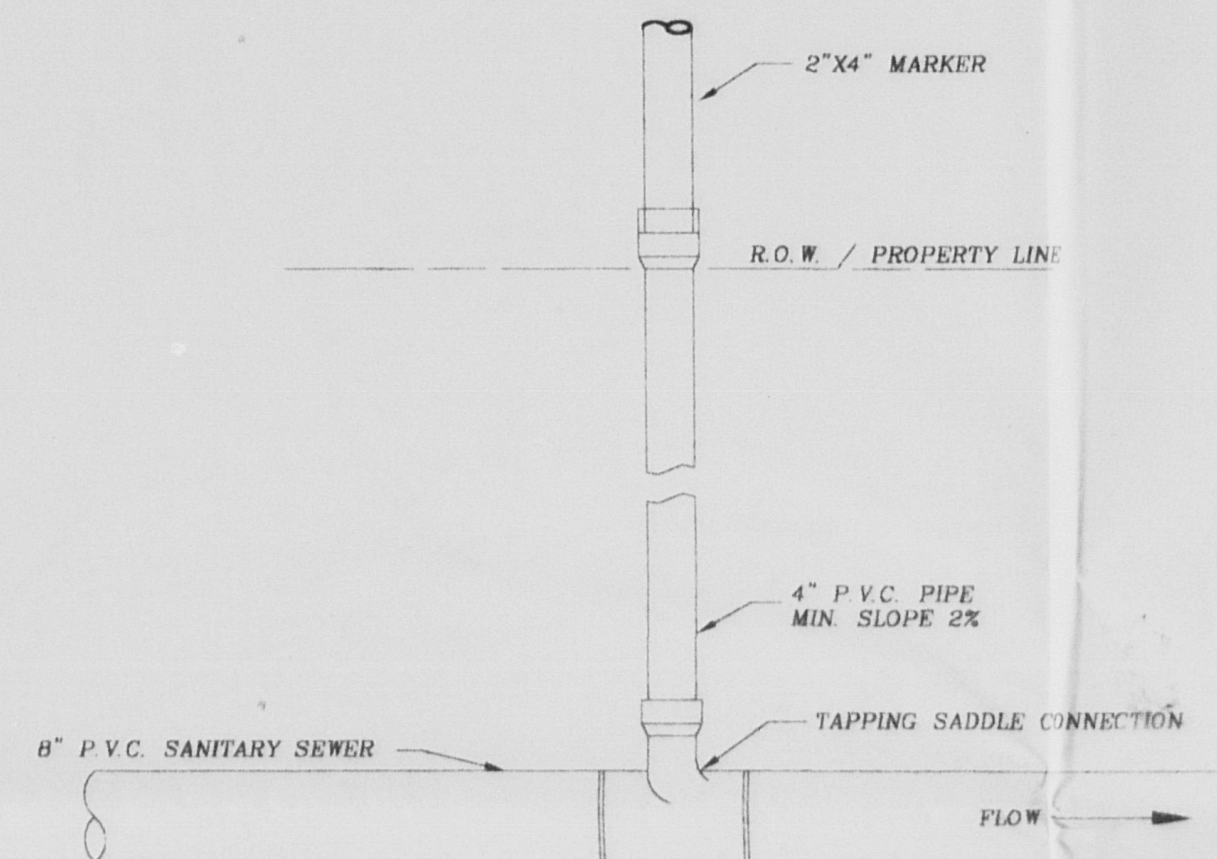 2"X4" MARKER
R.O.W. / PROPERTY LINE
4" P.V.C. PIPE
MIN. SLOPE 2%
TAPPING SADDLE CONNECTION
8" P.V.C. SANITARY SEWER
FLOW